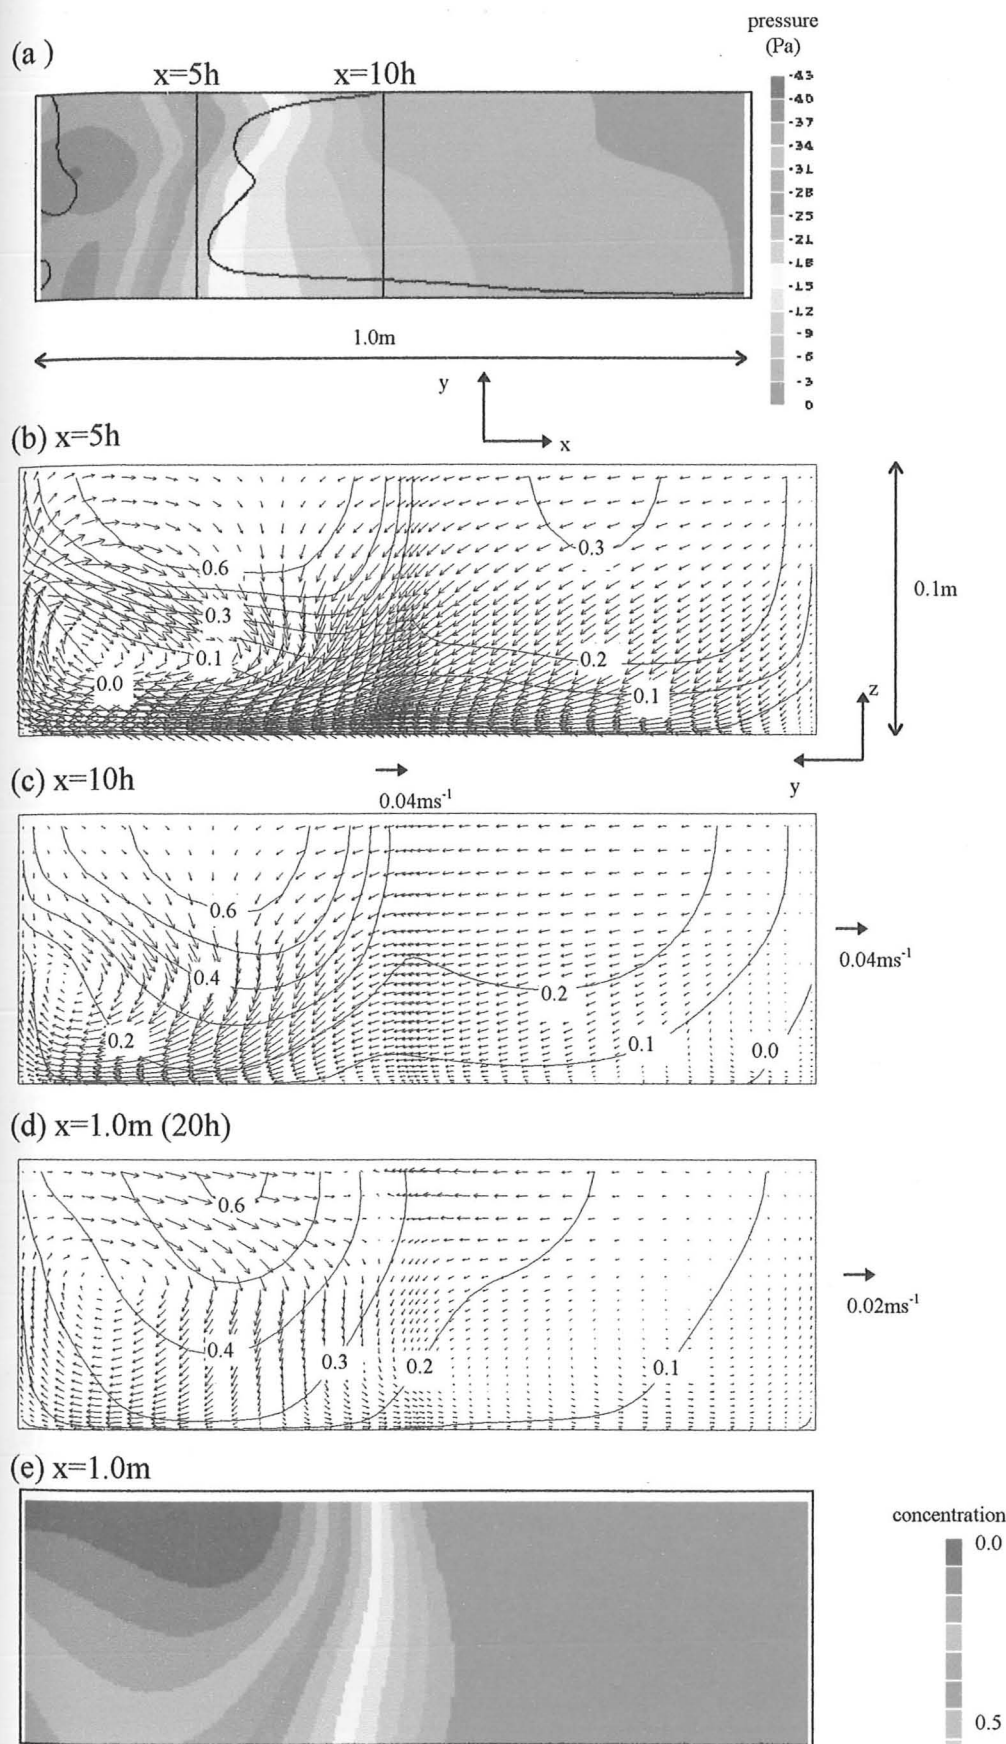 pressure
(Pa)
(a )
x=5h
x=10h
-43
-40
-37
-34
-31
-28
-25
-21
-18
-15
-12
-9
-6
-3
0
1.0m
y
x
(b) x=5h
0.6
0.3
0.3
0.1
0.2
0.0
0.1
0.1m
z
y
(c) x=10h
0.04ms-1
0.6
0.4
0.2
0.2
0.1
0.0
0.04ms-1
(d) x=1.0m (20h)
0.6
0.4
0.3
0.2
0.1
0.02ms-1
(e) x=1.0m
concentration
0.0
0.5